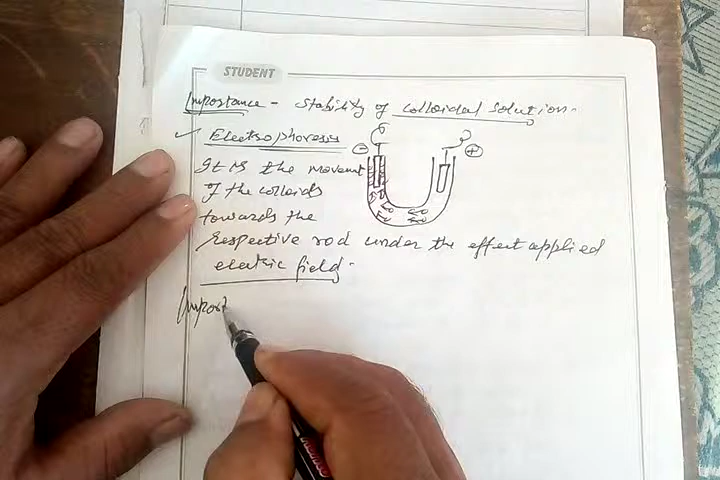 STUDENT
Importance - Stability of colloidal solution.
✓ Electrophoresis
- +
It is the movement
of the colloids
towards the
respective rod under the effect applied
electric field.
Import